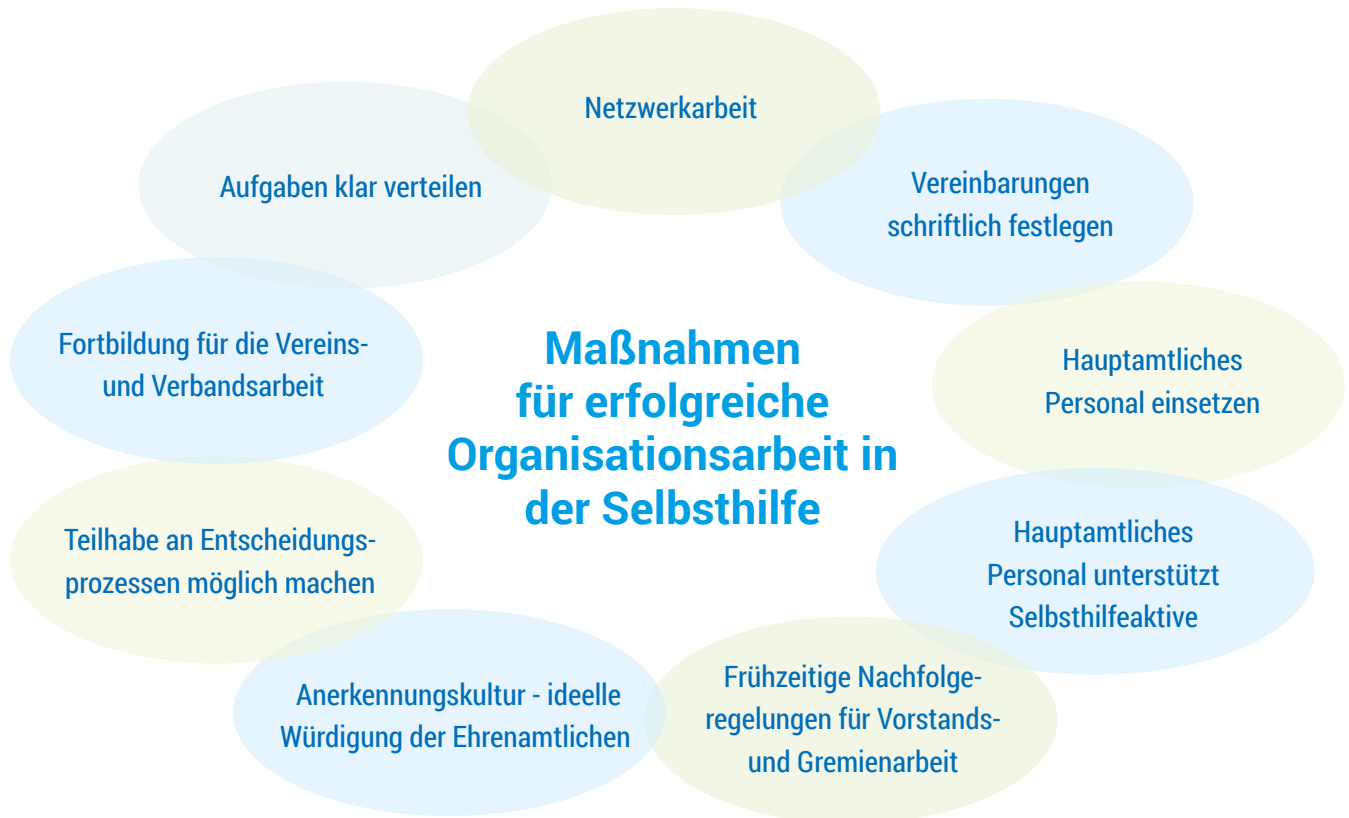 Netzwerkarbeit
Vereinbarungen
schriftlich festlegen
Hauptamtliches
Personal einsetzen
Hauptamtliches
Personal unterstützt
Selbsthilfeaktive
Frühzeitige Nachfolge-
regelungen für Vorstands-
und Gremienarbeit
Anerkennungskultur - ideelle
Würdigung der Ehrenamtlichen
Teilhabe an Entscheidungs-
prozessen möglich machen
Fortbildung für die Vereins-
und Verbandsarbeit
Aufgaben klar verteilen
Maßnahmen
für erfolgreiche
Organisationsarbeit in
der Selbsthilfe